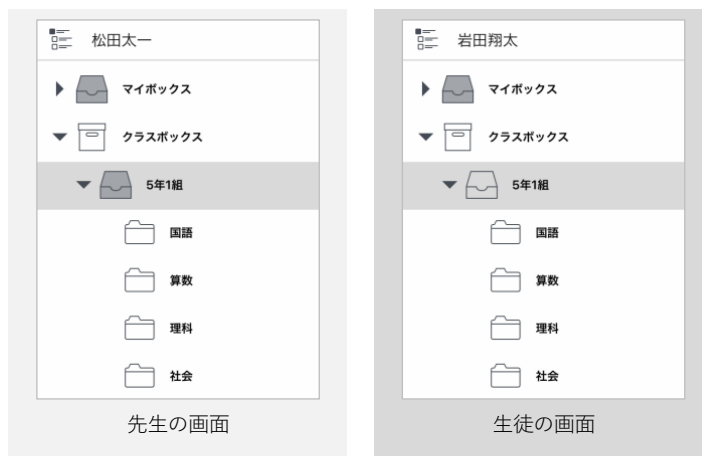 松田太一
マイボックス
クラスボックス
5年1組
国語
算数
理科
社会
先生の画面
岩田翔太
マイボックス
クラスボックス
5年1組
国語
算数
理科
社会
生徒の画面